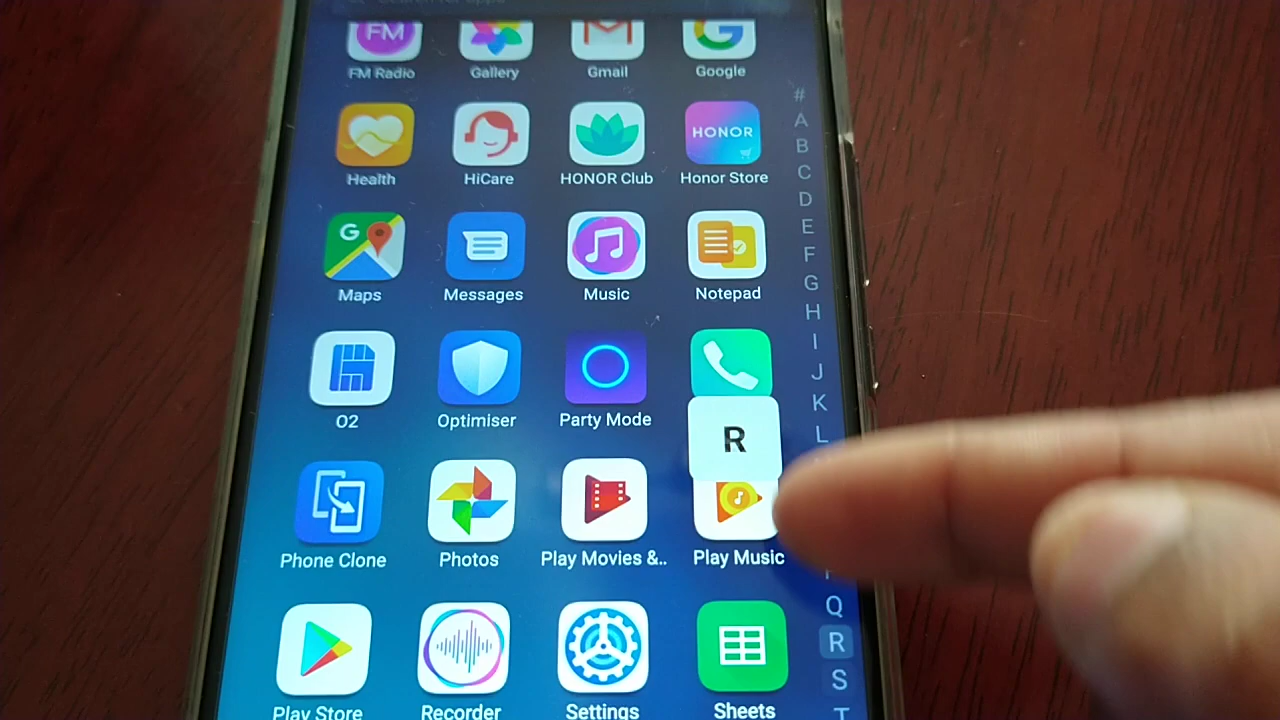 FM
FM Radio
Gallery
Gmail
Google
HONOR
Health
HiCare
HONOR Club
Honor Store
G
Maps
Messages
Music
Notepad
O2
Optimiser
Party Mode
R
Phone Clone
Photos
Play Movies &..
Play Music
Play Store
Recorder
Settings
Sheets
#
A
B
C
D
E
F
G
H
I
J
K
L
Q
R
S
T